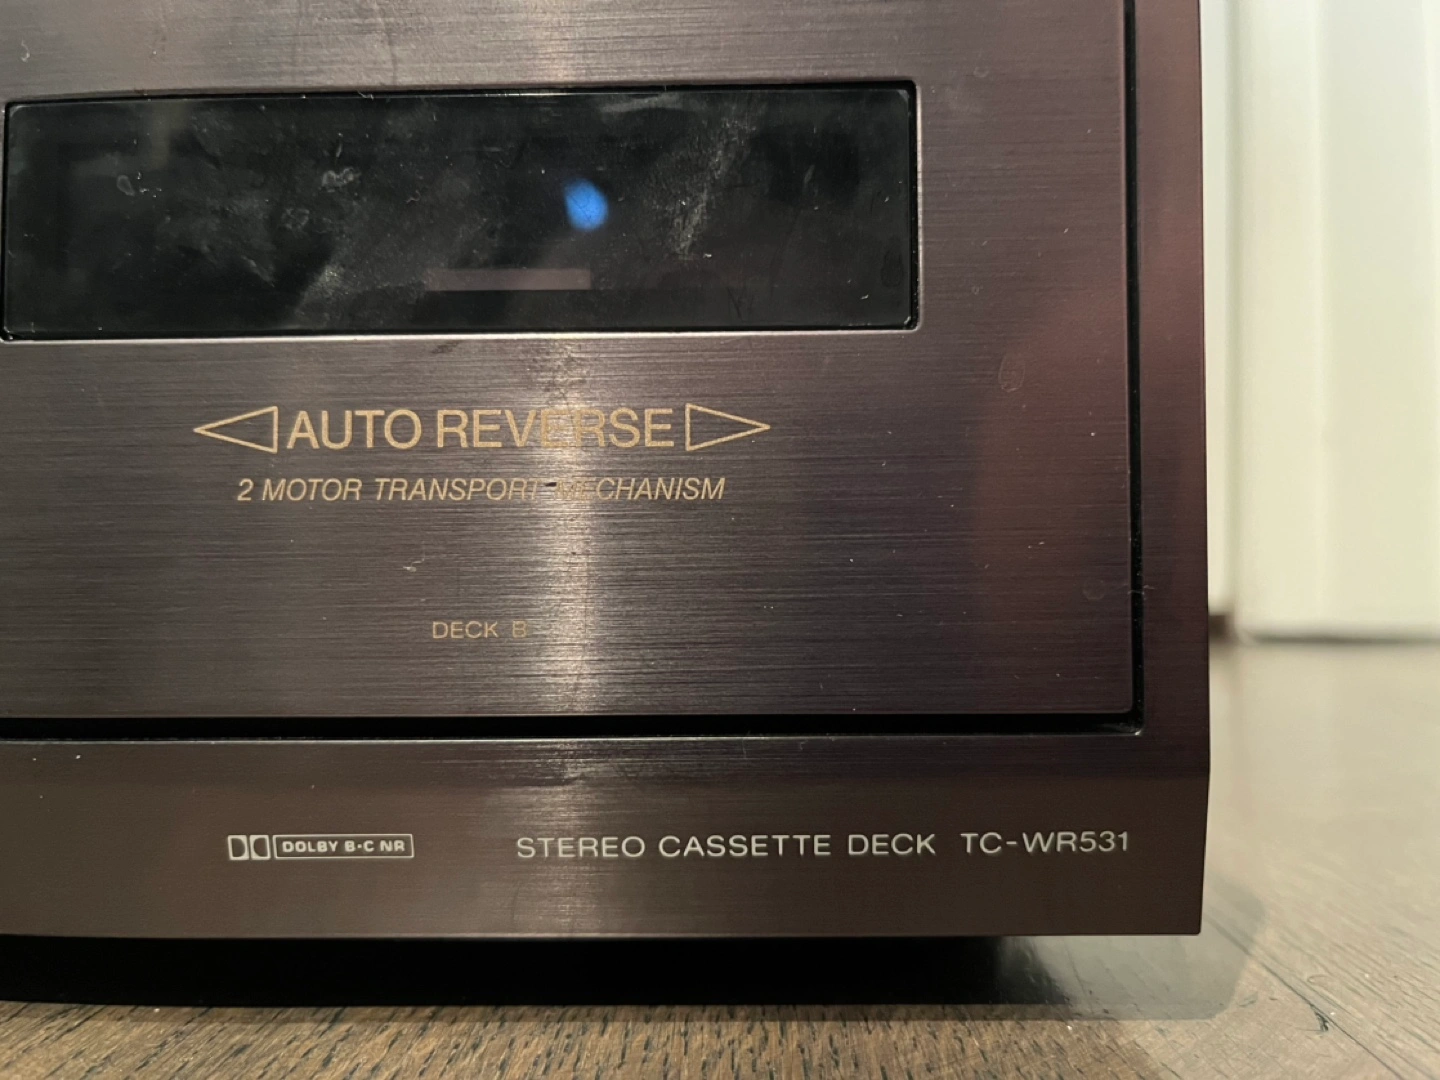 AUTO REVERSE
2 MOTOR TRANSPORT MECHANISM
DECK B
DOLBY B·C NR STEREO CASSETTE DECK TC-WR531